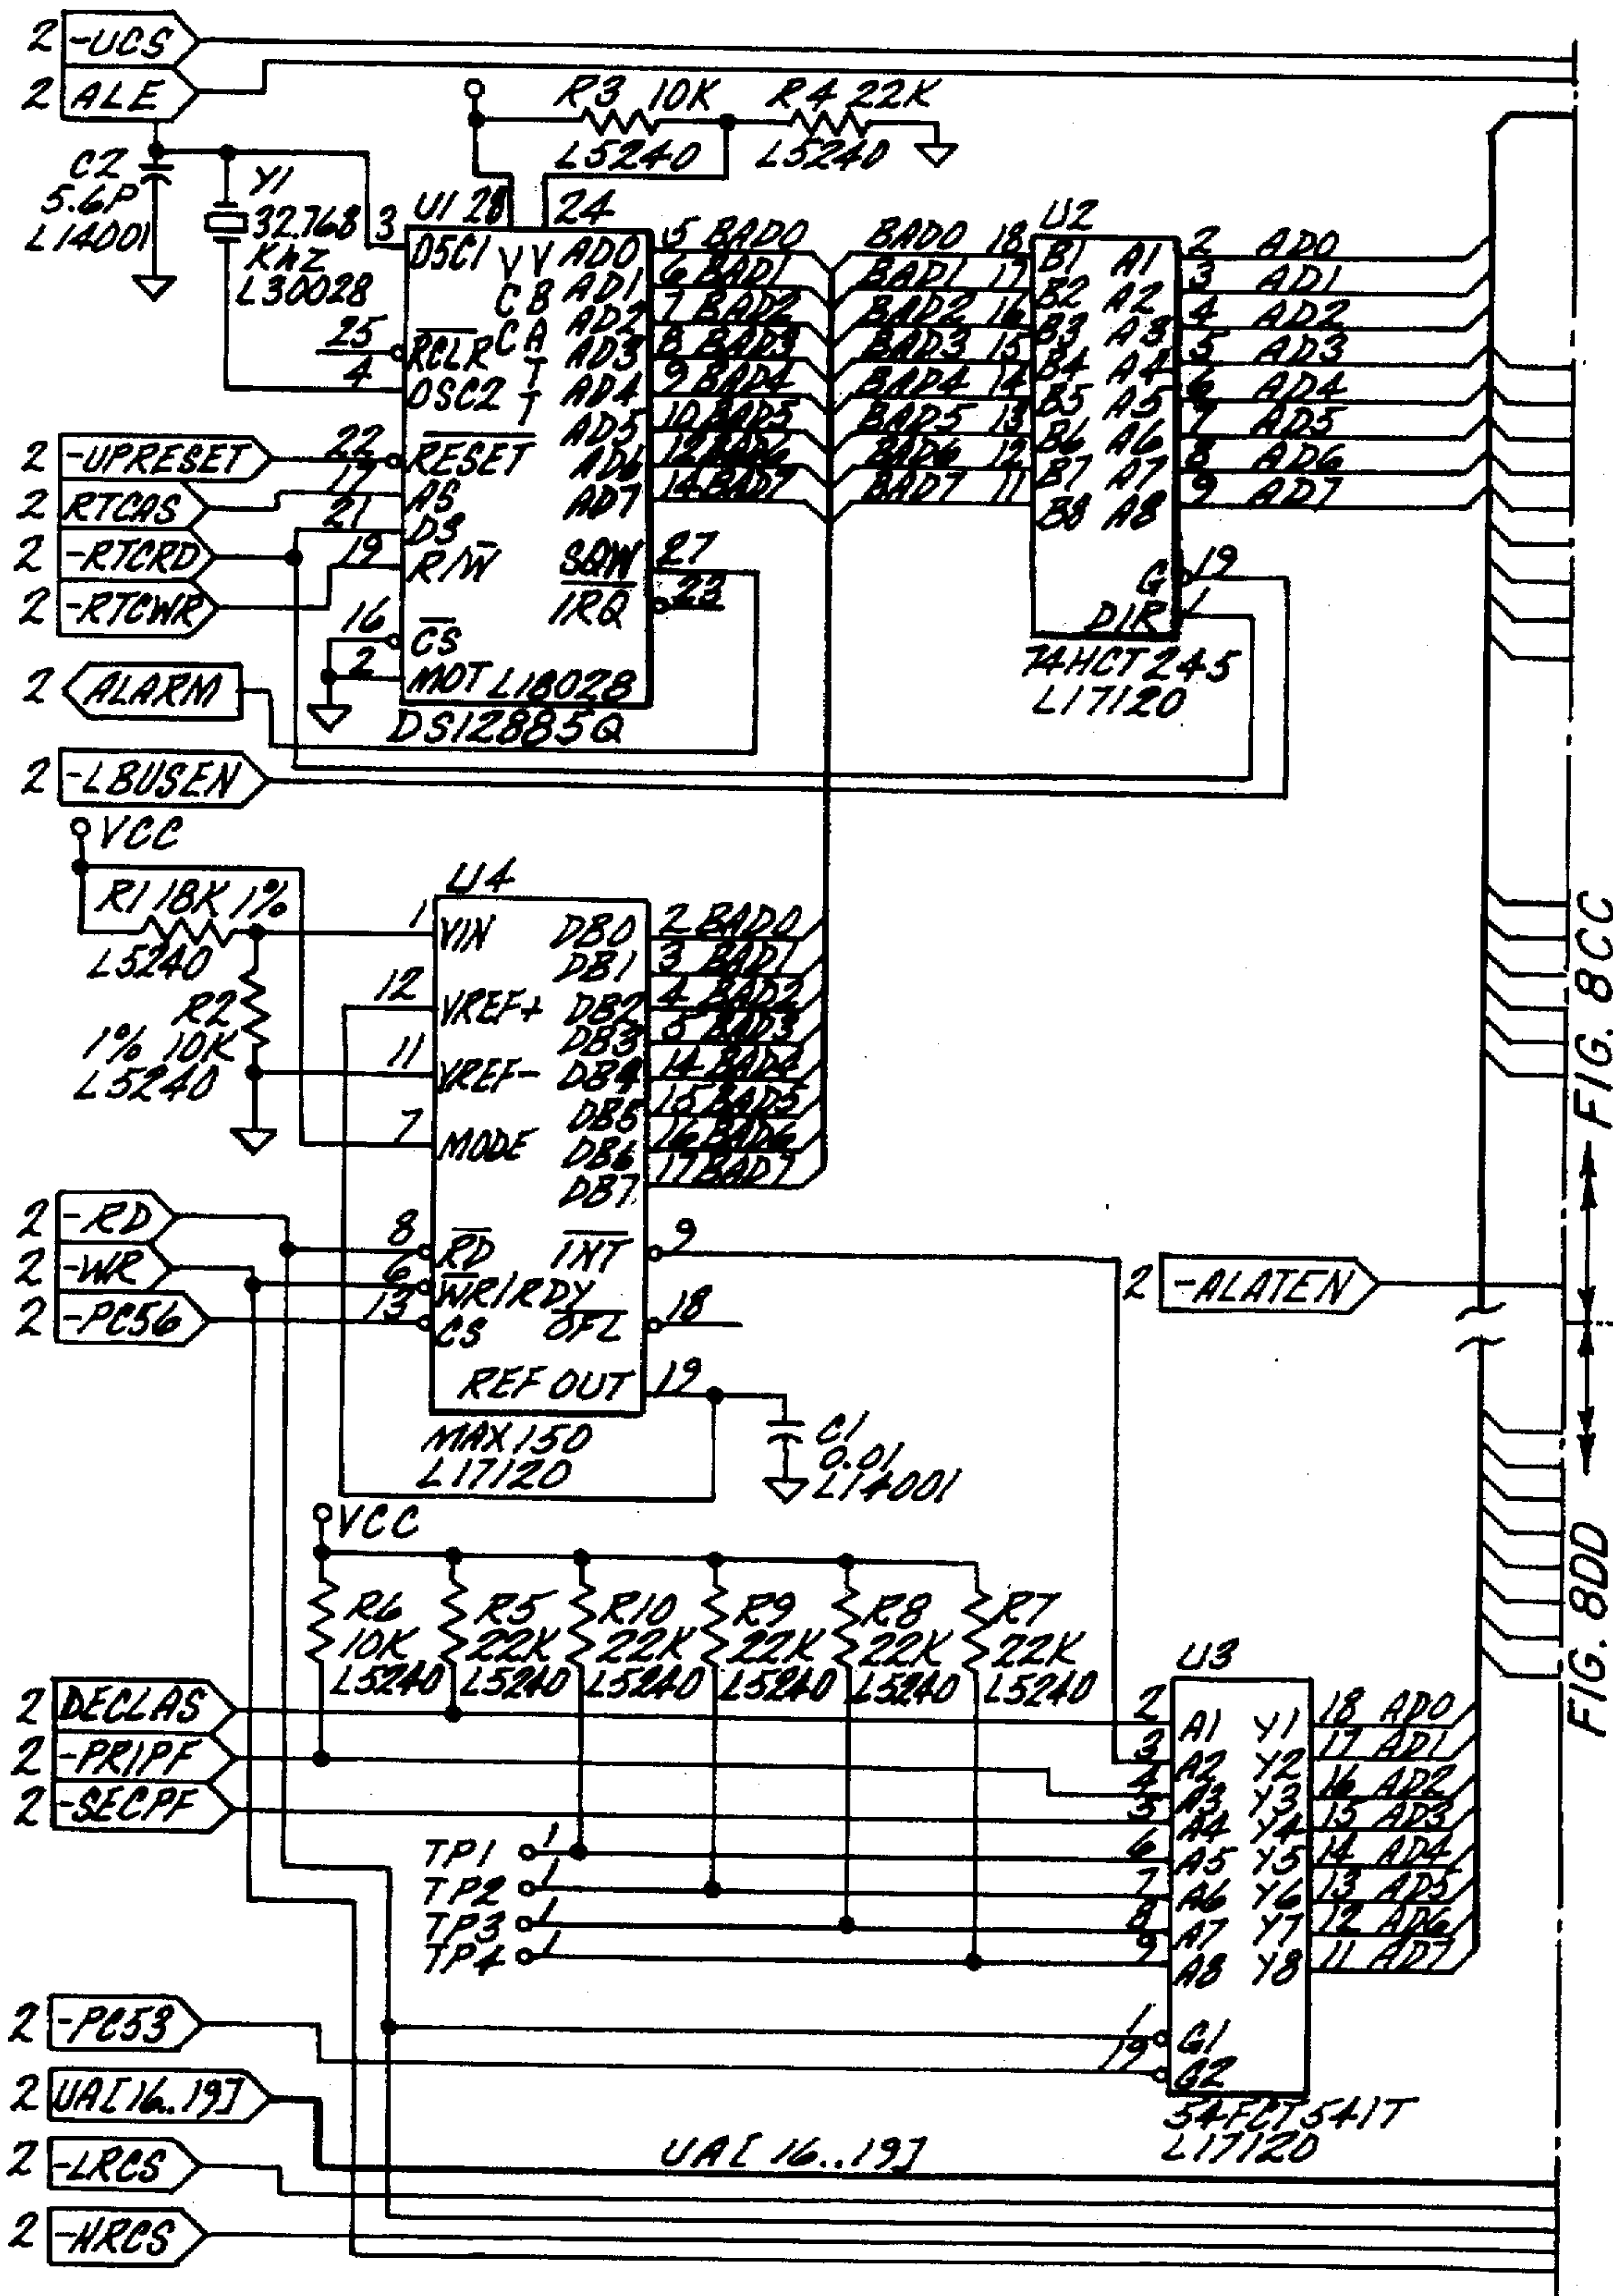 2 -UCS
2 ALE
R3 10K
L5240
R4 22K
L5240
C2
5.6P
L14001
Y1
32.768
KHZ
L30028
U1 28 24
3 OSC1
VCC
VBATT
25 RCLR
4 OSC2
22 RESET
17 AS
21 DS
19 R/W
16 CS
2 MOT
L18028
DS12885Q
AD0 5 BAD0
AD1 6 BAD1
AD2 7 BAD2
AD3 8 BAD3
AD4 9 BAD4
AD5 10 BAD5
AD6 12 BAD6
AD7 14 BAD7
SQW 27
IRQ 23
U2
BAD0 18 B1 A1 2 AD0
BAD1 17 B2 A2 3 AD1
BAD2 16 B3 A3 4 AD2
BAD3 15 B4 A4 5 AD3
BAD4 14 B5 A5 6 AD4
BAD5 13 B6 A6 7 AD5
BAD6 12 B7 A7 8 AD6
BAD7 11 B8 A8 9 AD7
G 19
DIR 1
74HCT245
L17120
2 -UPRESET
2 RTCAS
2 -RTCRD
2 -RTCWR
2 ALARM
2 -LBUSEN
VCC
R1 18K 1%
L5240
R2
1% 10K
L5240
U4
1 VIN
12 VREF+
11 VREF-
7 MODE
8 RD
6 WR/RDY
13 CS
DB0 2 BAD0
DB1 3 BAD1
DB2 4 BAD2
DB3 5 BAD3
DB4 14 BAD4
DB5 15 BAD5
DB6 16 BAD6
DB7 17 BAD7
INT 9
OFL 18
REF OUT 19
MAX150
L17120
C1
0.01
L14001
2 -RD
2 -WR
2 -PC56
2 -ALATEN
FIG. 8CC
FIG. 8DD
VCC
R6
10K
L5240
R5
22K
L5240
R10
22K
L5240
R9
22K
L5240
R8
22K
L5240
R7
22K
L5240
2 DECLAS
2 -PRIPF
2 -SECPF
TP1 1
TP2 1
TP3 1
TP4 1
U3
2 A1 Y1 18 AD0
3 A2 Y2 17 AD1
4 A3 Y3 16 AD2
5 A4 Y4 15 AD3
6 A5 Y5 14 AD4
7 A6 Y6 13 AD5
8 A7 Y7 12 AD6
9 A8 Y8 11 AD7
1 G1
19 G2
54FCT541T
L17120
2 -PC53
2 UA[16..19]
UA[16..19]
2 -LRCS
2 -HRCS